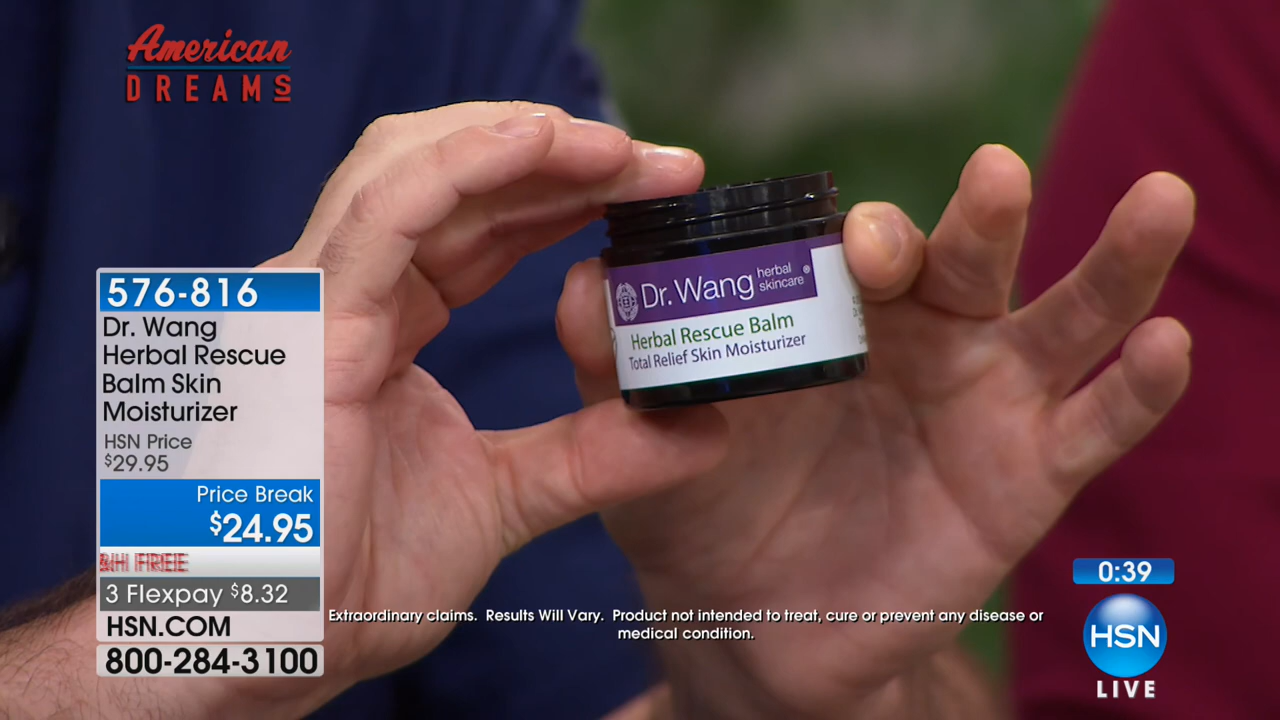 American
DREAMS
576-816
Dr. Wang
Herbal Rescue
Balm Skin
Moisturizer
HSN Price
$29.95
Price Break
$24.95
FREE
3 Flexpay $8.32
HSN.COM
800-284-3100
Dr. Wang herbal
skincare®
Herbal Rescue Balm
Total Relief Skin Moisturizer
Extraordinary claims. Results Will Vary. Product not intended to treat, cure or prevent any disease or
medical condition.
0:39
HSN
LIVE